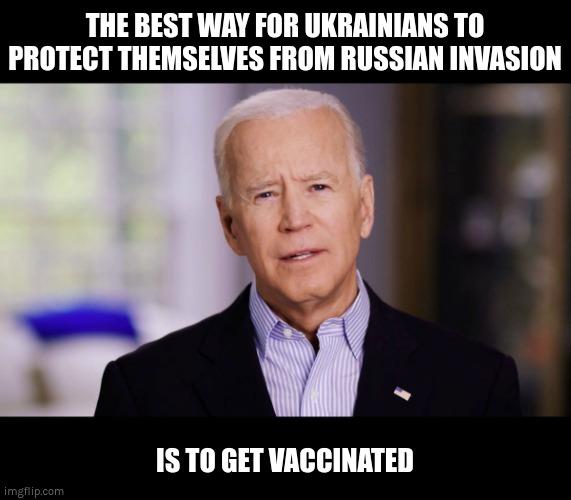 THE BEST WAY FOR UKRAINIANS TO
PROTECT THEMSELVES FROM RUSSIAN INVASION
IS TO GET VACCINATED
imgflip.com